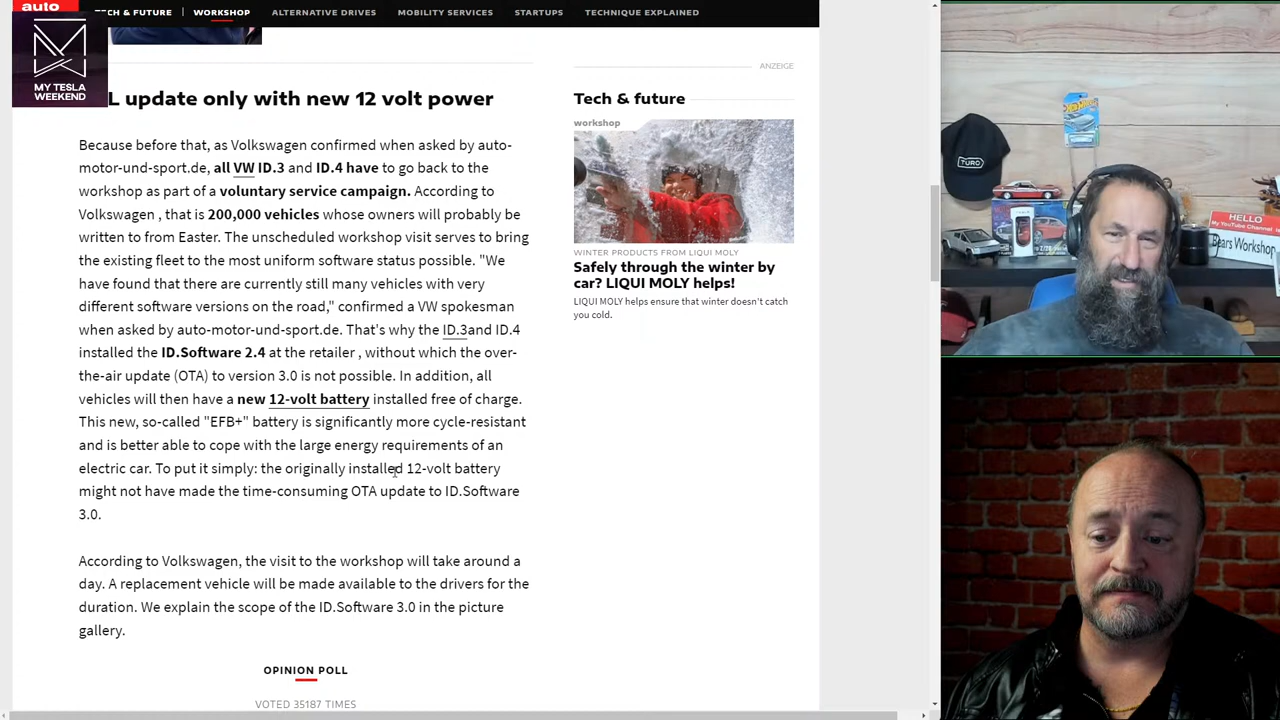 auto
TECH & FUTURE
WORKSHOP
ALTERNATIVE DRIVES
MOBILITY SERVICES
STARTUPS
TECHNIQUE EXPLAINED
MY TESLA
WEEKEND
L update only with new 12 volt power
Because before that, as Volkswagen confirmed when asked by auto-
motor-und-sport.de, all VW ID.3 and ID.4 have to go back to the
workshop as part of a voluntary service campaign. According to
Volkswagen , that is 200,000 vehicles whose owners will probably be
written to from Easter. The unscheduled workshop visit serves to bring
the existing fleet to the most uniform software status possible. "We
have found that there are currently still many vehicles with very
different software versions on the road," confirmed a VW spokesman
when asked by auto-motor-und-sport.de. That's why the ID.3and ID.4
installed the ID.Software 2.4 at the retailer , without which the over-
the-air update (OTA) to version 3.0 is not possible. In addition, all
vehicles will then have a new 12-volt battery installed free of charge.
This new, so-called "EFB+" battery is significantly more cycle-resistant
and is better able to cope with the large energy requirements of an
electric car. To put it simply: the originally installed 12-volt battery
might not have made the time-consuming OTA update to ID.Software
3.0.
According to Volkswagen, the visit to the workshop will take around a
day. A replacement vehicle will be made available to the drivers for the
duration. We explain the scope of the ID.Software 3.0 in the picture
gallery.
OPINION POLL
VOTED 35187 TIMES
ANZEIGE
Tech & future
workshop
WINTER PRODUCTS FROM LIQUI MOLY
Safely through the winter by
car? LIQUI MOLY helps!
LIQUI MOLY helps ensure that winter doesn't catch
you cold.
TURO
HELLO
My YouTube Channel is
Bears Workshop